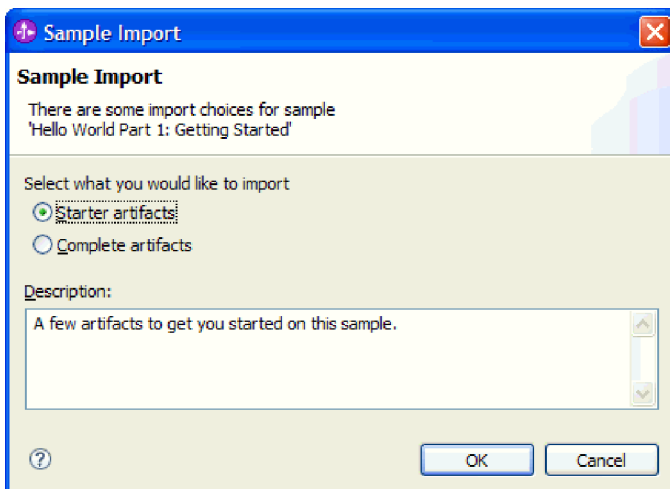 Sample Import
Sample Import
There are some import choices for sample
'Hello World Part 1: Getting Started'
Select what you would like to import
Starter artifacts
Complete artifacts
Description:
A few artifacts to get you started on this sample.
OK Cancel